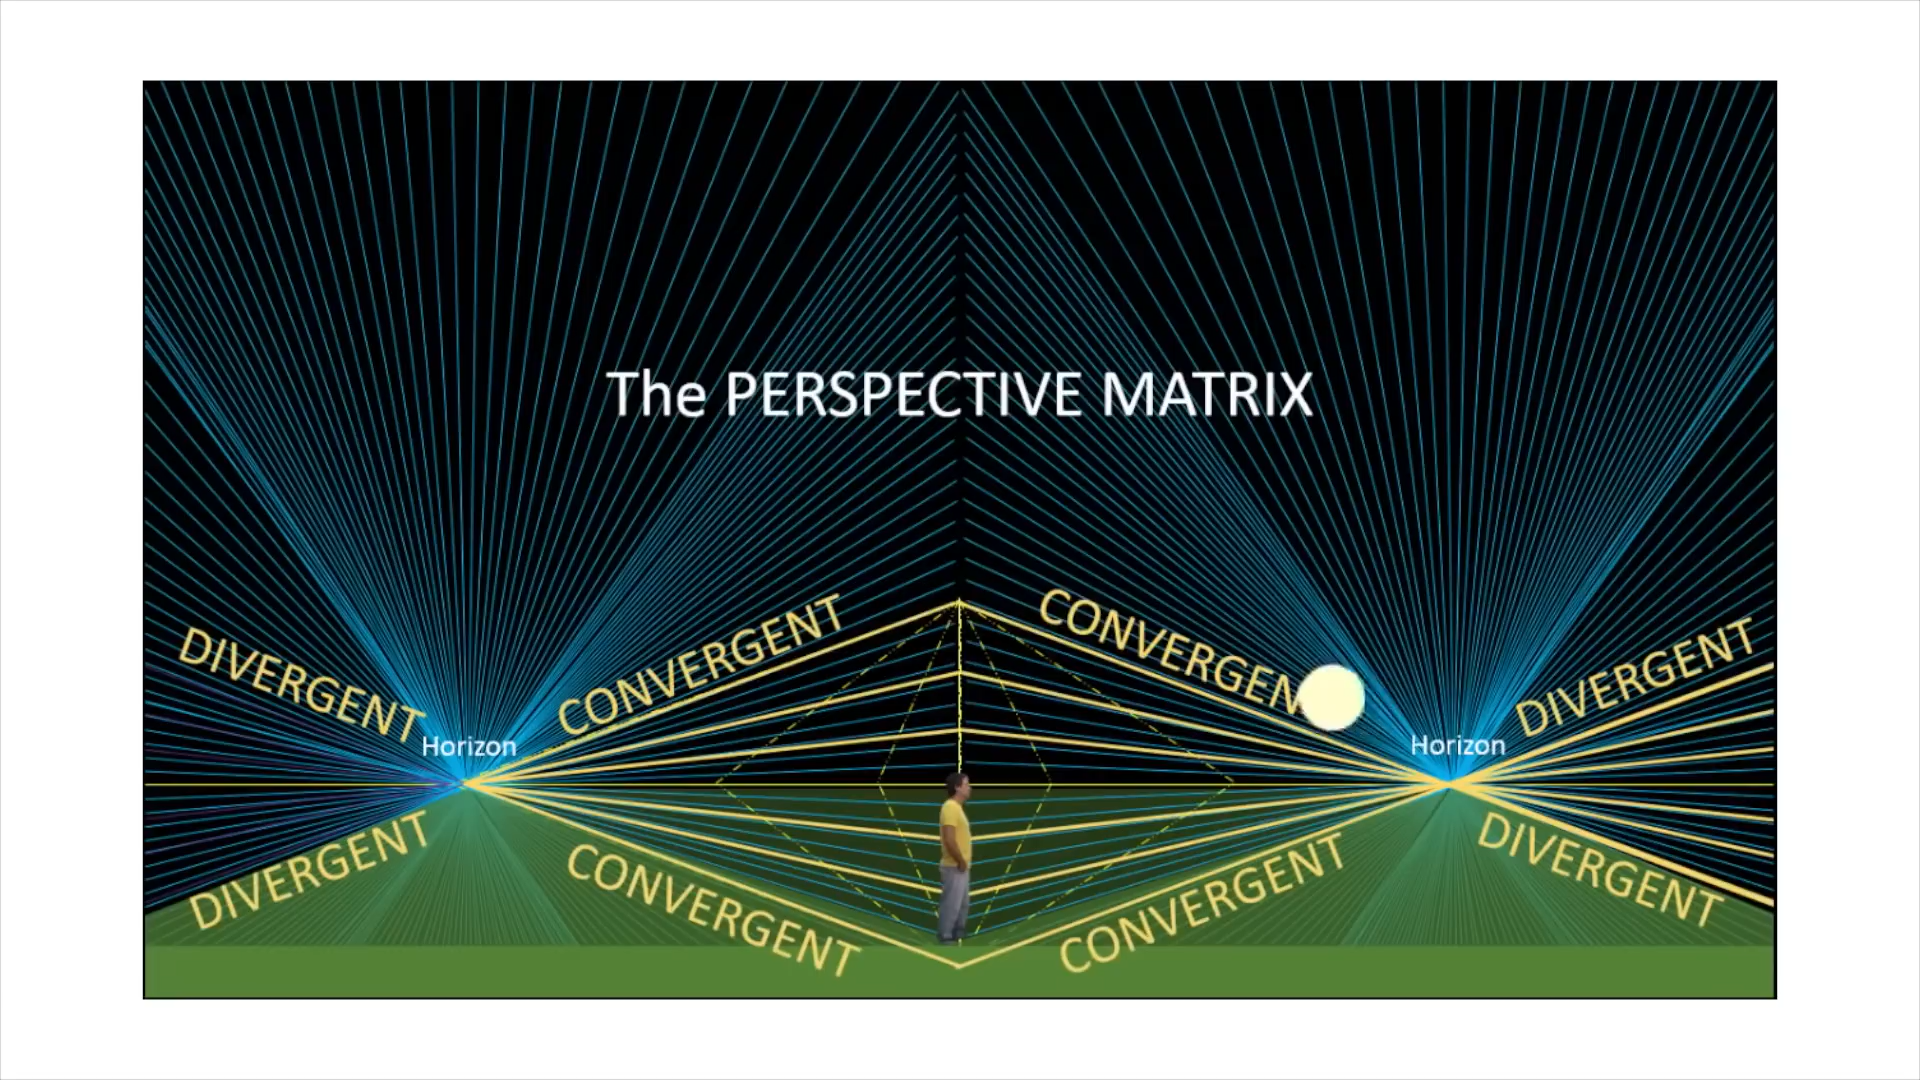 The PERSPECTIVE MATRIX
DIVERGENT
CONVERGENT
CONVERGEN
DIVERGENT
Horizon
Horizon
DIVERGENT
CONVERGENT
CONVERGENT
DIVERGENT